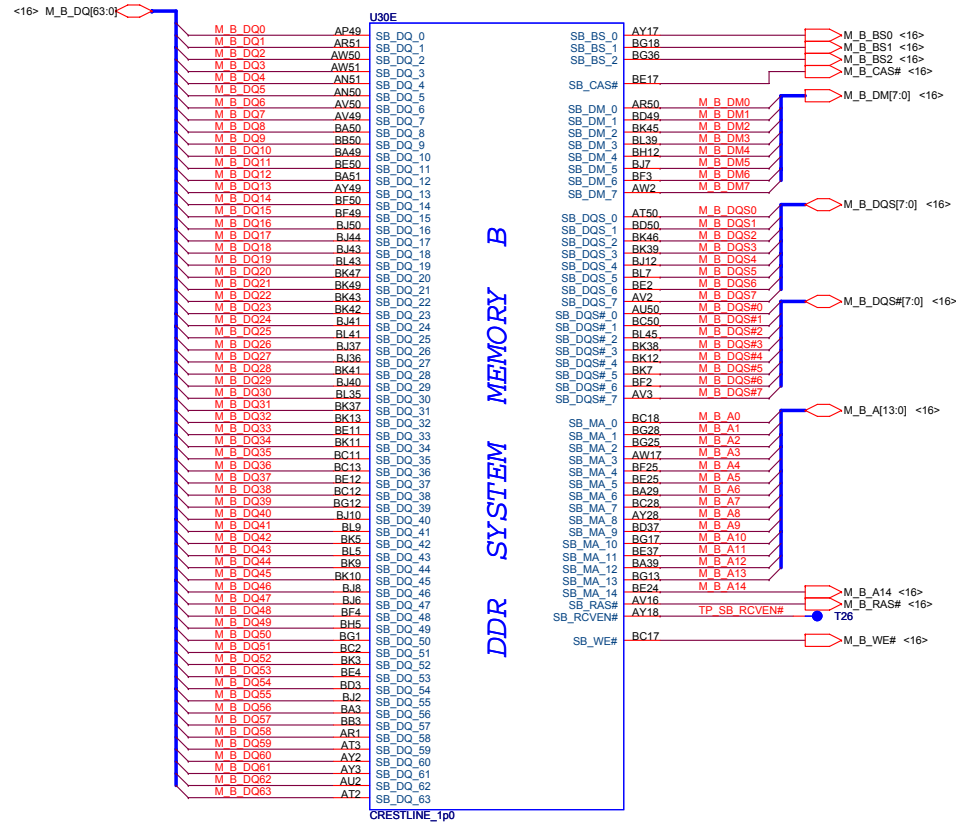 <16> M_B_DQ[63:0]
U30E
M_B_DQ0 AP49 SB_DQ_0
M_B_DQ1 AR51 SB_DQ_1
M_B_DQ2 AW50 SB_DQ_2
M_B_DQ3 AW51 SB_DQ_3
M_B_DQ4 AN51 SB_DQ_4
M_B_DQ5 AN50 SB_DQ_5
M_B_DQ6 AV50 SB_DQ_6
M_B_DQ7 AV49 SB_DQ_7
M_B_DQ8 BA50 SB_DQ_8
M_B_DQ9 BB50 SB_DQ_9
M_B_DQ10 BA49 SB_DQ_10
M_B_DQ11 BE50 SB_DQ_11
M_B_DQ12 BA51 SB_DQ_12
M_B_DQ13 AY49 SB_DQ_13
M_B_DQ14 BF50 SB_DQ_14
M_B_DQ15 BF49 SB_DQ_15
M_B_DQ16 BJ50 SB_DQ_16
M_B_DQ17 BJ44 SB_DQ_17
M_B_DQ18 BJ43 SB_DQ_18
M_B_DQ19 BL43 SB_DQ_19
M_B_DQ20 BK47 SB_DQ_20
M_B_DQ21 BK49 SB_DQ_21
M_B_DQ22 BK43 SB_DQ_22
M_B_DQ23 BK42 SB_DQ_23
M_B_DQ24 BJ41 SB_DQ_24
M_B_DQ25 BL41 SB_DQ_25
M_B_DQ26 BJ37 SB_DQ_26
M_B_DQ27 BJ36 SB_DQ_27
M_B_DQ28 BK41 SB_DQ_28
M_B_DQ29 BJ40 SB_DQ_29
M_B_DQ30 BL35 SB_DQ_30
M_B_DQ31 BK37 SB_DQ_31
M_B_DQ32 BK13 SB_DQ_32
M_B_DQ33 BE11 SB_DQ_33
M_B_DQ34 BK11 SB_DQ_34
M_B_DQ35 BC11 SB_DQ_35
M_B_DQ36 BC13 SB_DQ_36
M_B_DQ37 BE12 SB_DQ_37
M_B_DQ38 BC12 SB_DQ_38
M_B_DQ39 BG12 SB_DQ_39
M_B_DQ40 BJ10 SB_DQ_40
M_B_DQ41 BL9 SB_DQ_41
M_B_DQ42 BK5 SB_DQ_42
M_B_DQ43 BL5 SB_DQ_43
M_B_DQ44 BK9 SB_DQ_44
M_B_DQ45 BK10 SB_DQ_45
M_B_DQ46 BJ8 SB_DQ_46
M_B_DQ47 BJ6 SB_DQ_47
M_B_DQ48 BF4 SB_DQ_48
M_B_DQ49 BH5 SB_DQ_49
M_B_DQ50 BG1 SB_DQ_50
M_B_DQ51 BC2 SB_DQ_51
M_B_DQ52 BK3 SB_DQ_52
M_B_DQ53 BE4 SB_DQ_53
M_B_DQ54 BD3 SB_DQ_54
M_B_DQ55 BJ2 SB_DQ_55
M_B_DQ56 BA3 SB_DQ_56
M_B_DQ57 BB3 SB_DQ_57
M_B_DQ58 AR1 SB_DQ_58
M_B_DQ59 AT3 SB_DQ_59
M_B_DQ60 AY2 SB_DQ_60
M_B_DQ61 AY3 SB_DQ_61
M_B_DQ62 AU2 SB_DQ_62
M_B_DQ63 AT2 SB_DQ_63
DDR SYSTEM MEMORY B
SB_BS_0 AY17 M_B_BS0 <16>
SB_BS_1 BG18 M_B_BS1 <16>
SB_BS_2 BG36 M_B_BS2 <16>
SB_CAS# BE17 M_B_CAS# <16>
M_B_DM[7:0] <16>
SB_DM_0 AR50 M_B_DM0
SB_DM_1 BD49 M_B_DM1
SB_DM_2 BK45 M_B_DM2
SB_DM_3 BL39 M_B_DM3
SB_DM_4 BH12 M_B_DM4
SB_DM_5 BJ7 M_B_DM5
SB_DM_6 BF3 M_B_DM6
SB_DM_7 AW2 M_B_DM7
M_B_DQS[7:0] <16>
SB_DQS_0 AT50 M_B_DQS0
SB_DQS_1 BD50 M_B_DQS1
SB_DQS_2 BK46 M_B_DQS2
SB_DQS_3 BK39 M_B_DQS3
SB_DQS_4 BJ12 M_B_DQS4
SB_DQS_5 BL7 M_B_DQS5
SB_DQS_6 BE2 M_B_DQS6
SB_DQS_7 AV2 M_B_DQS7
M_B_DQS#[7:0] <16>
SB_DQS#_0 AU50 M_B_DQS#0
SB_DQS#_1 BC50 M_B_DQS#1
SB_DQS#_2 BL45 M_B_DQS#2
SB_DQS#_3 BK38 M_B_DQS#3
SB_DQS#_4 BK12 M_B_DQS#4
SB_DQS#_5 BK7 M_B_DQS#5
SB_DQS#_6 BF2 M_B_DQS#6
SB_DQS#_7 AV3 M_B_DQS#7
M_B_A[13:0] <16>
SB_MA_0 BC18 M_B_A0
SB_MA_1 BG28 M_B_A1
SB_MA_2 BG25 M_B_A2
SB_MA_3 AW17 M_B_A3
SB_MA_4 BF25 M_B_A4
SB_MA_5 BE25 M_B_A5
SB_MA_6 BA29 M_B_A6
SB_MA_7 BC28 M_B_A7
SB_MA_8 AY28 M_B_A8
SB_MA_9 BD37 M_B_A9
SB_MA_10 BG17 M_B_A10
SB_MA_11 BE37 M_B_A11
SB_MA_12 BA39 M_B_A12
SB_MA_13 BG13 M_B_A13
SB_MA_14 BE24 M_B_A14 M_B_A14 <16>
SB_RAS# AV16 M_B_RAS# <16>
SB_RCVEN# AY18 TP_SB_RCVEN# T26
SB_WE# BC17 M_B_WE# <16>
CRESTLINE_1p0